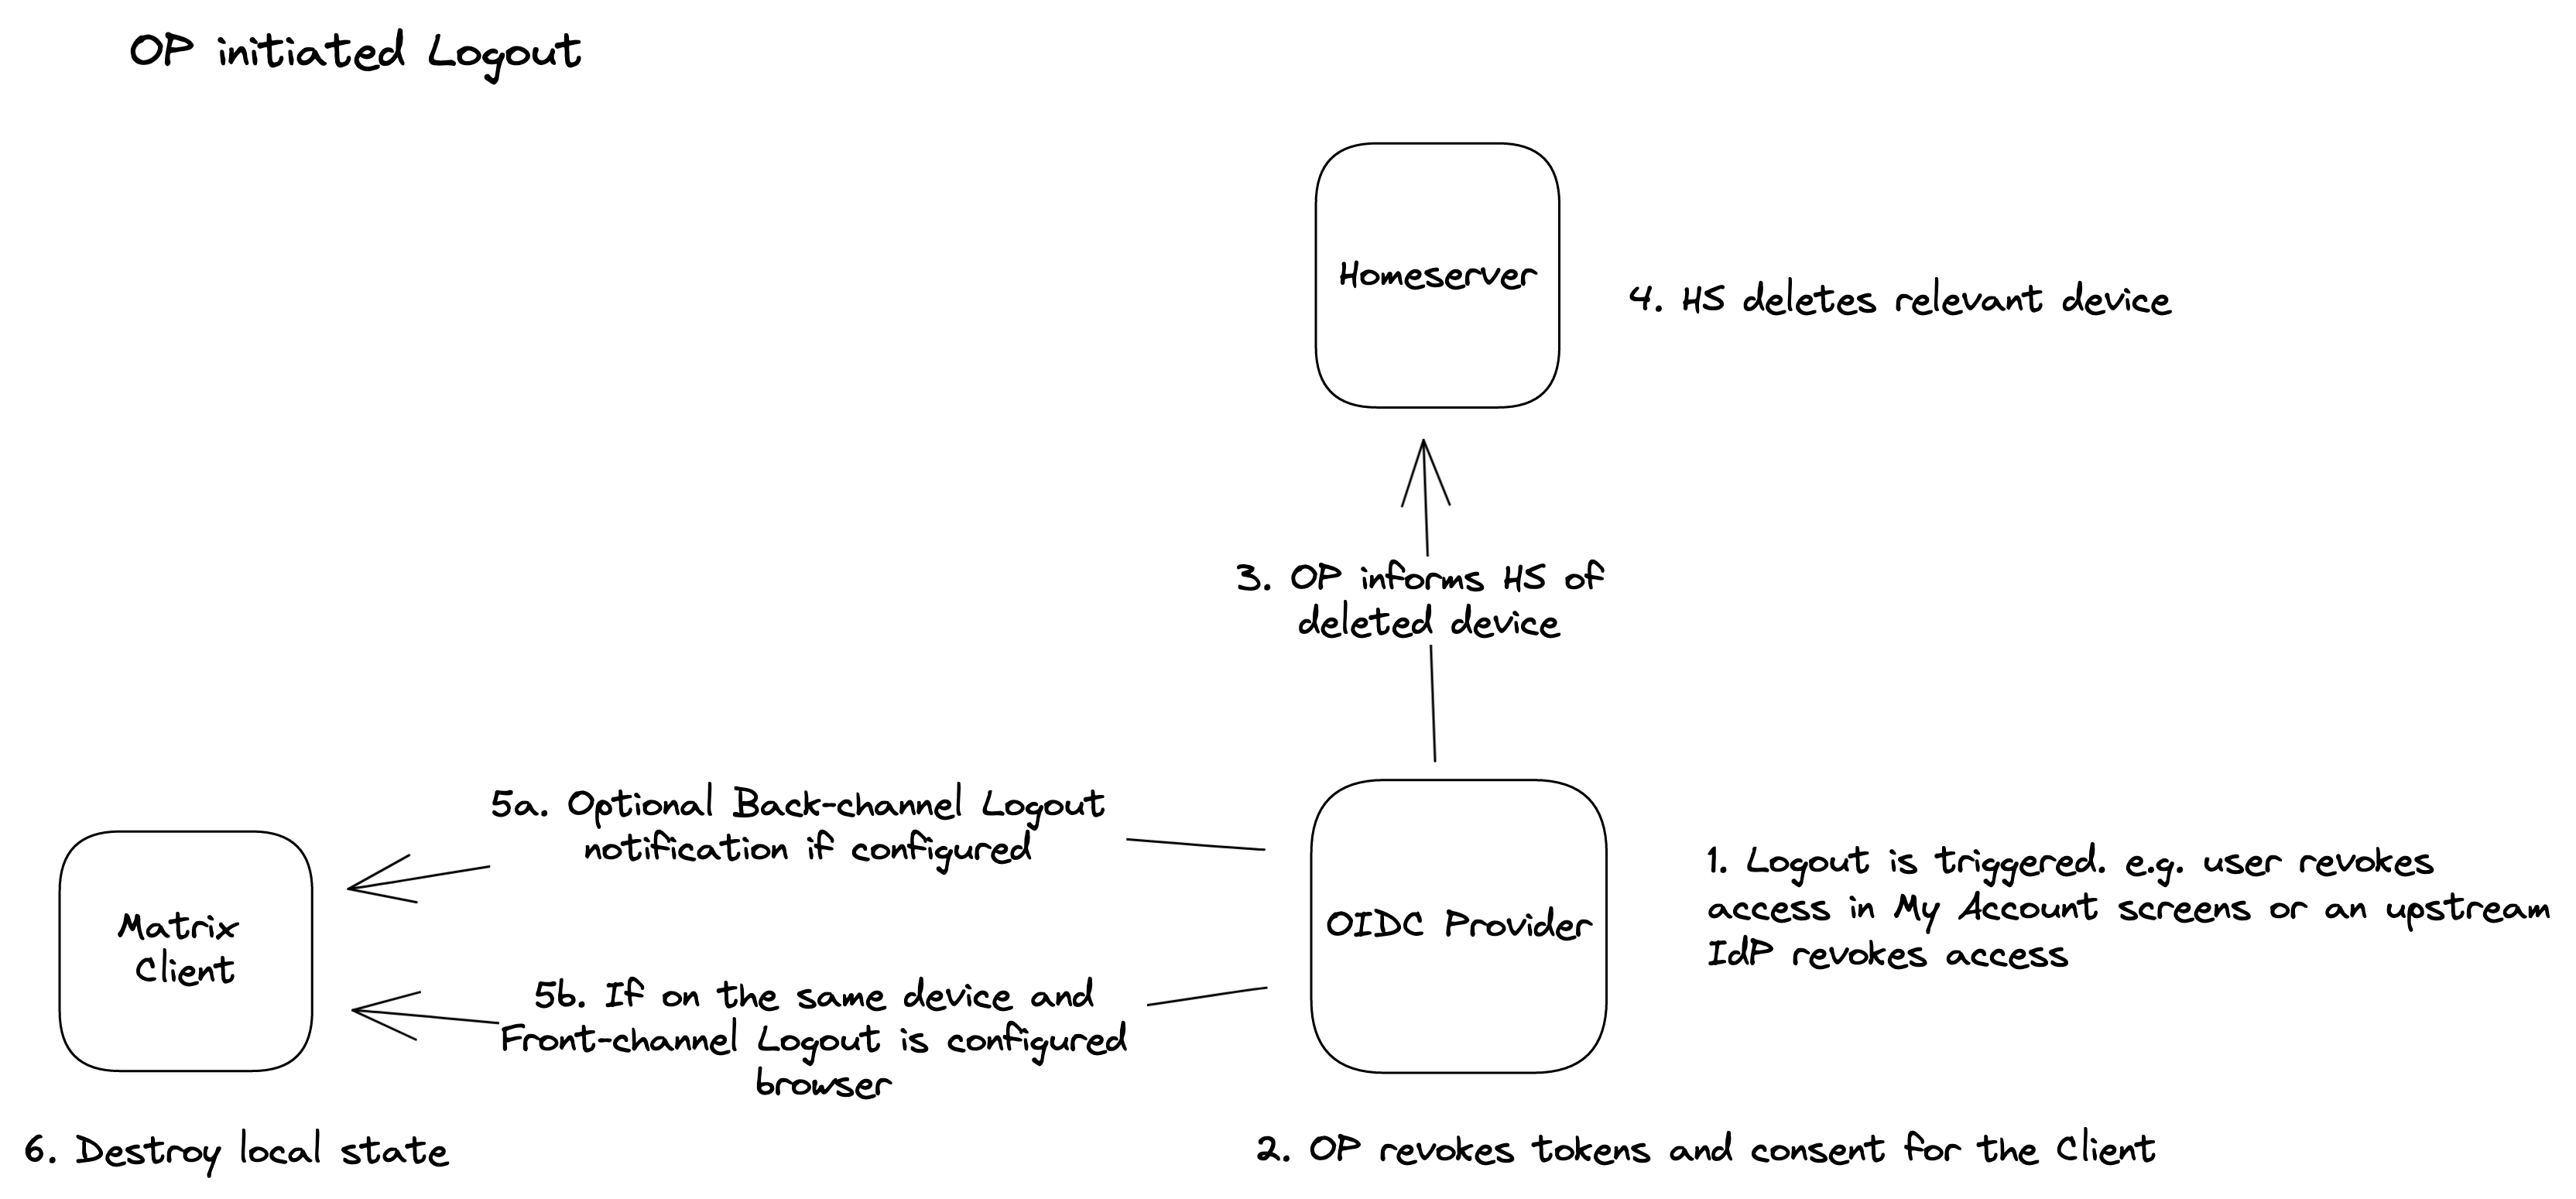 OP initiated Logout
Homeserver
4. HS deletes relevant device
3. OP informs HS of
deleted device
5a. Optional Back-channel Logout
notification if configured
Matrix
Client
OIDC Provider
1. Logout is triggered. e.g. user revokes
access in My Account screens or an upstream
IdP revokes access
5b. If on the same device and
Front-channel Logout is configured
browser
6. Destroy local state
2. OP revokes tokens and consent for the Client